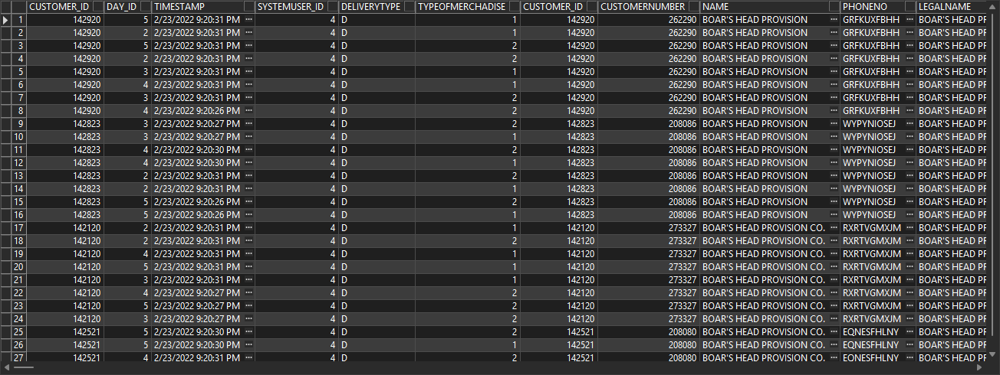 CUSTOMER_ID DAY_ID TIMESTAMP SYSTEMUSER_ID DELIVERYTYPE TYPEOFMERCHADISE CUSTOMER_ID CUSTOMERNUMBER NAME PHONENO LEGALNAME
1 142920 5 2/23/2022 9:20:31 PM ... 4 D 1 142920 262290 BOAR'S HEAD PROVISION ... GRFKUXFBHH ... BOAR'S HEAD PF
2 142920 2 2/23/2022 9:20:31 PM ... 4 D 1 142920 262290 BOAR'S HEAD PROVISION ... GRFKUXFBHH ... BOAR'S HEAD PF
3 142920 5 2/23/2022 9:20:31 PM ... 4 D 2 142920 262290 BOAR'S HEAD PROVISION ... GRFKUXFBHH ... BOAR'S HEAD PF
4 142920 2 2/23/2022 9:20:31 PM ... 4 D 2 142920 262290 BOAR'S HEAD PROVISION ... GRFKUXFBHH ... BOAR'S HEAD PF
5 142920 3 2/23/2022 9:20:31 PM ... 4 D 1 142920 262290 BOAR'S HEAD PROVISION ... GRFKUXFBHH ... BOAR'S HEAD PF
6 142920 4 2/23/2022 9:20:31 PM ... 4 D 1 142920 262290 BOAR'S HEAD PROVISION ... GRFKUXFBHH ... BOAR'S HEAD PF
7 142920 3 2/23/2022 9:20:31 PM ... 4 D 2 142920 262290 BOAR'S HEAD PROVISION ... GRFKUXFBHH ... BOAR'S HEAD PF
8 142920 4 2/23/2022 9:20:26 PM ... 4 D 2 142920 262290 BOAR'S HEAD PROVISION ... GRFKUXFBHH ... BOAR'S HEAD PF
9 142823 3 2/23/2022 9:20:27 PM ... 4 D 2 142823 208086 BOAR'S HEAD PROVISION ... WYPYNIOSEJ ... BOAR'S HEAD PF
10 142823 3 2/23/2022 9:20:27 PM ... 4 D 1 142823 208086 BOAR'S HEAD PROVISION ... WYPYNIOSEJ ... BOAR'S HEAD PF
11 142823 4 2/23/2022 9:20:30 PM ... 4 D 2 142823 208086 BOAR'S HEAD PROVISION ... WYPYNIOSEJ ... BOAR'S HEAD PF
12 142823 4 2/23/2022 9:20:30 PM ... 4 D 1 142823 208086 BOAR'S HEAD PROVISION ... WYPYNIOSEJ ... BOAR'S HEAD PF
13 142823 2 2/23/2022 9:20:31 PM ... 4 D 2 142823 208086 BOAR'S HEAD PROVISION ... WYPYNIOSEJ ... BOAR'S HEAD PF
14 142823 2 2/23/2022 9:20:31 PM ... 4 D 1 142823 208086 BOAR'S HEAD PROVISION ... WYPYNIOSEJ ... BOAR'S HEAD PF
15 142823 5 2/23/2022 9:20:26 PM ... 4 D 2 142823 208086 BOAR'S HEAD PROVISION ... WYPYNIOSEJ ... BOAR'S HEAD PF
16 142823 5 2/23/2022 9:20:26 PM ... 4 D 1 142823 208086 BOAR'S HEAD PROVISION ... WYPYNIOSEJ ... BOAR'S HEAD PF
17 142120 2 2/23/2022 9:20:31 PM ... 4 D 1 142120 273327 BOAR'S HEAD PROVISION CO. ... RXRTVGMXJM ... BOAR'S HEAD PF
18 142120 2 2/23/2022 9:20:31 PM ... 4 D 2 142120 273327 BOAR'S HEAD PROVISION CO. ... RXRTVGMXJM ... BOAR'S HEAD PF
19 142120 4 2/23/2022 9:20:31 PM ... 4 D 1 142120 273327 BOAR'S HEAD PROVISION CO. ... RXRTVGMXJM ... BOAR'S HEAD PF
20 142120 5 2/23/2022 9:20:31 PM ... 4 D 1 142120 273327 BOAR'S HEAD PROVISION CO. ... RXRTVGMXJM ... BOAR'S HEAD PF
21 142120 3 2/23/2022 9:20:31 PM ... 4 D 1 142120 273327 BOAR'S HEAD PROVISION CO. ... RXRTVGMXJM ... BOAR'S HEAD PF
22 142120 4 2/23/2022 9:20:27 PM ... 4 D 2 142120 273327 BOAR'S HEAD PROVISION CO. ... RXRTVGMXJM ... BOAR'S HEAD PF
23 142120 5 2/23/2022 9:20:27 PM ... 4 D 2 142120 273327 BOAR'S HEAD PROVISION CO. ... RXRTVGMXJM ... BOAR'S HEAD PF
24 142120 3 2/23/2022 9:20:27 PM ... 4 D 2 142120 273327 BOAR'S HEAD PROVISION CO. ... RXRTVGMXJM ... BOAR'S HEAD PF
25 142521 5 2/23/2022 9:20:30 PM ... 4 D 2 142521 208080 BOAR'S HEAD PROVISION CO. ... EQNESFHLNY ... BOAR'S HEAD PF
26 142521 5 2/23/2022 9:20:30 PM ... 4 D 1 142521 208080 BOAR'S HEAD PROVISION CO. ... EQNESFHLNY ... BOAR'S HEAD PF
27 142521 4 2/23/2022 9:20:31 PM ... 4 D 2 142521 208080 BOAR'S HEAD PROVISION CO. ... EQNESFHLNY ... BOAR'S HEAD PF